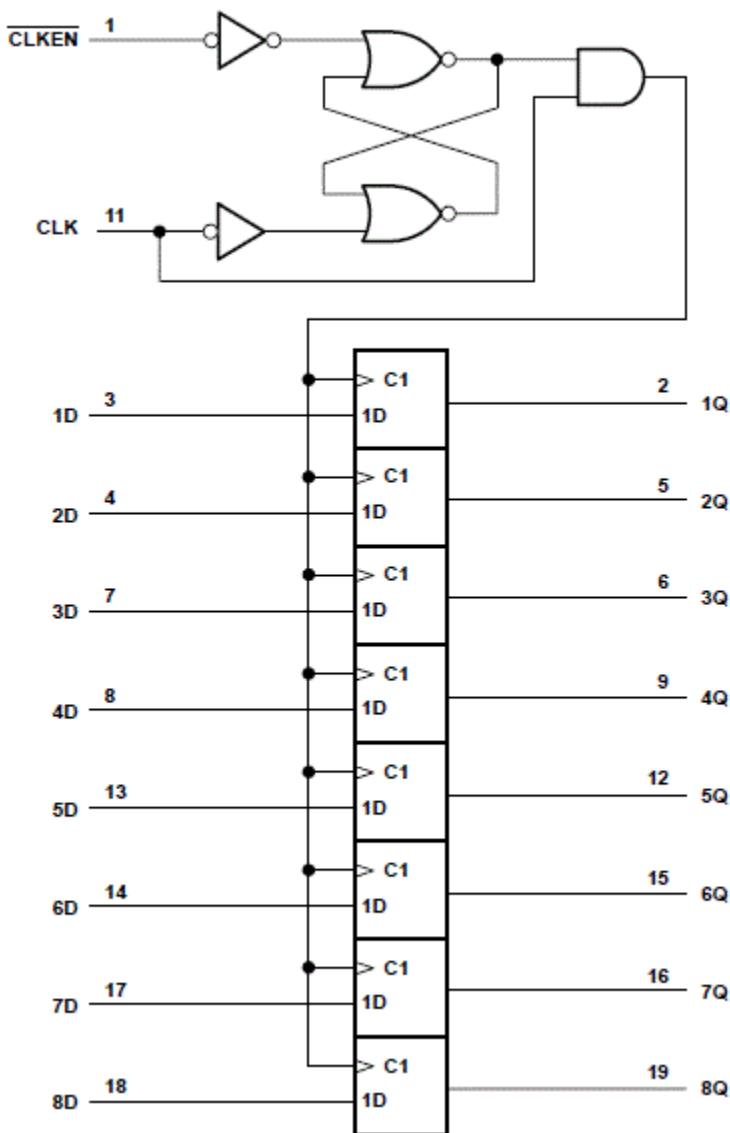 CLKEN 1
CLK 11
C1
1D 3 1D 2 1Q
C1
2D 4 1D 5 2Q
C1
3D 7 1D 6 3Q
C1
4D 8 1D 9 4Q
C1
5D 13 1D 12 5Q
C1
6D 14 1D 15 6Q
C1
7D 17 1D 16 7Q
C1
8D 18 1D 19 8Q